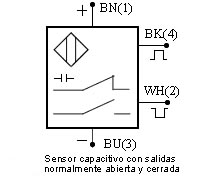 + BN(1)
BK(4)
WH(2)
− BU(3)
Sensor capacitivo con salidas
normalmente abierta y cerrada